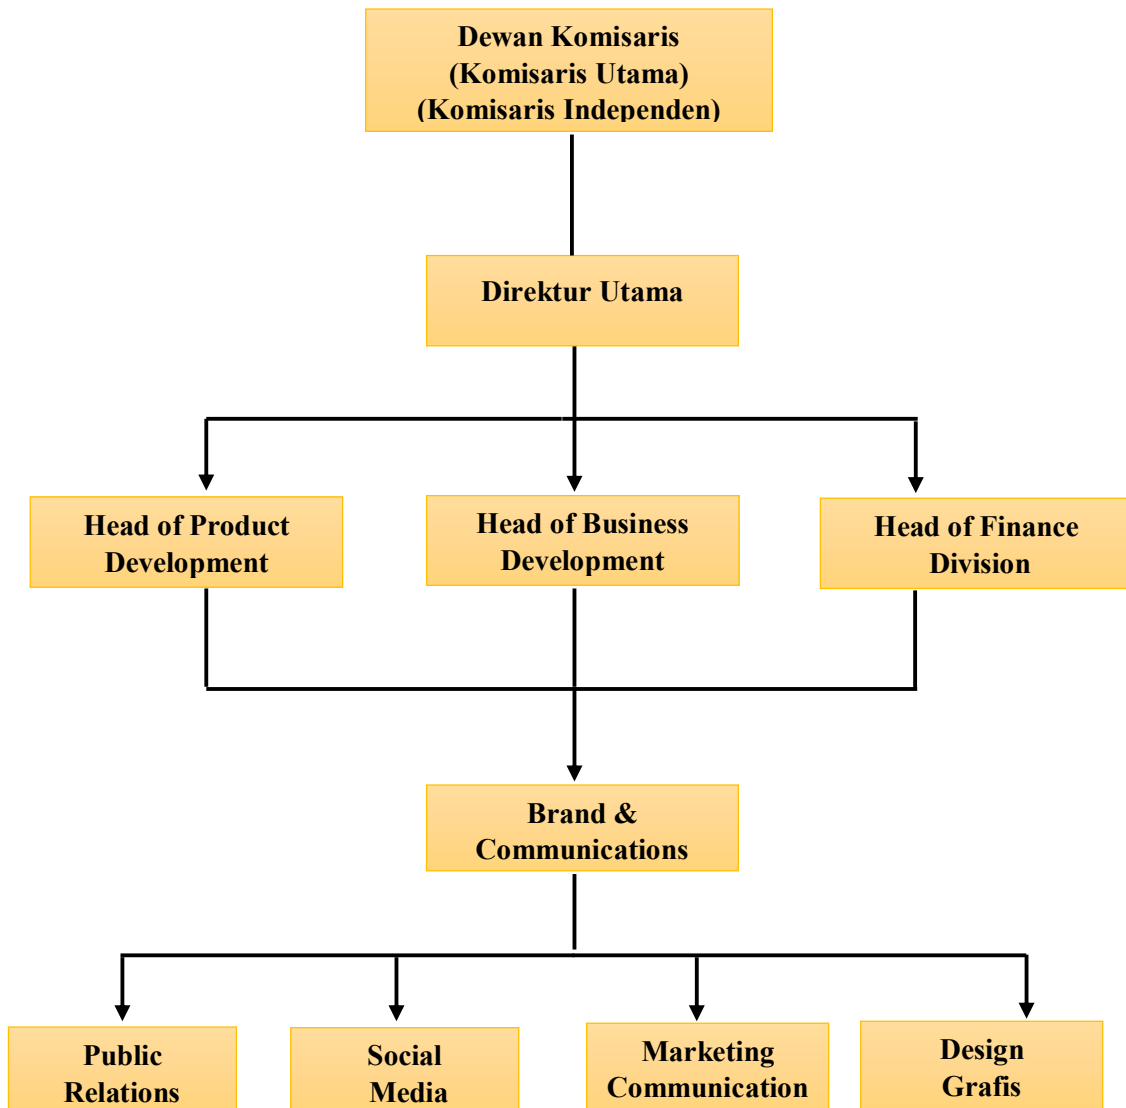 Dewan Komisaris
(Komisaris Utama)
(Komisaris Independen)
Direktur Utama
Head of Product
Development
Head of Business
Development
Head of Finance
Division
Brand &
Communications
Public
Relations
Social
Media
Marketing
Communication
Design
Grafis